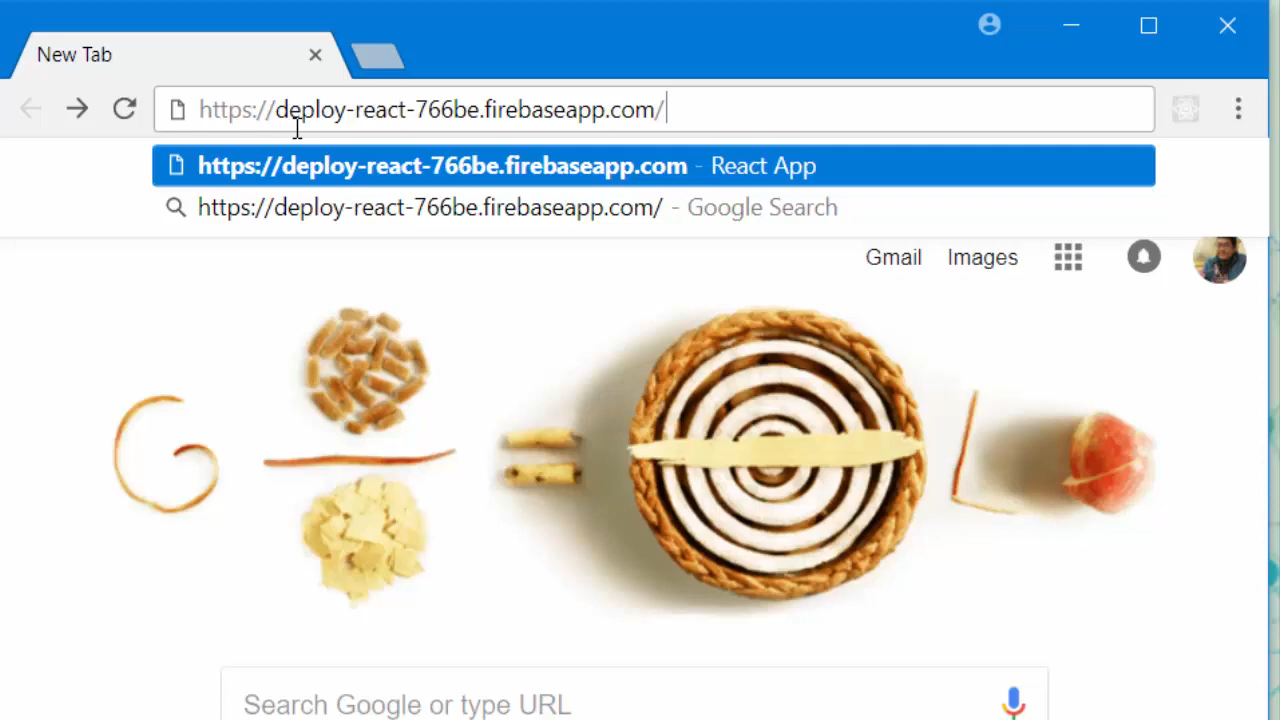 New Tab
https://deploy-react-766be.firebaseapp.com/
https://deploy-react-766be.firebaseapp.com - React App
https://deploy-react-766be.firebaseapp.com/ - Google Search
Gmail Images
G = L
Search Google or type URL